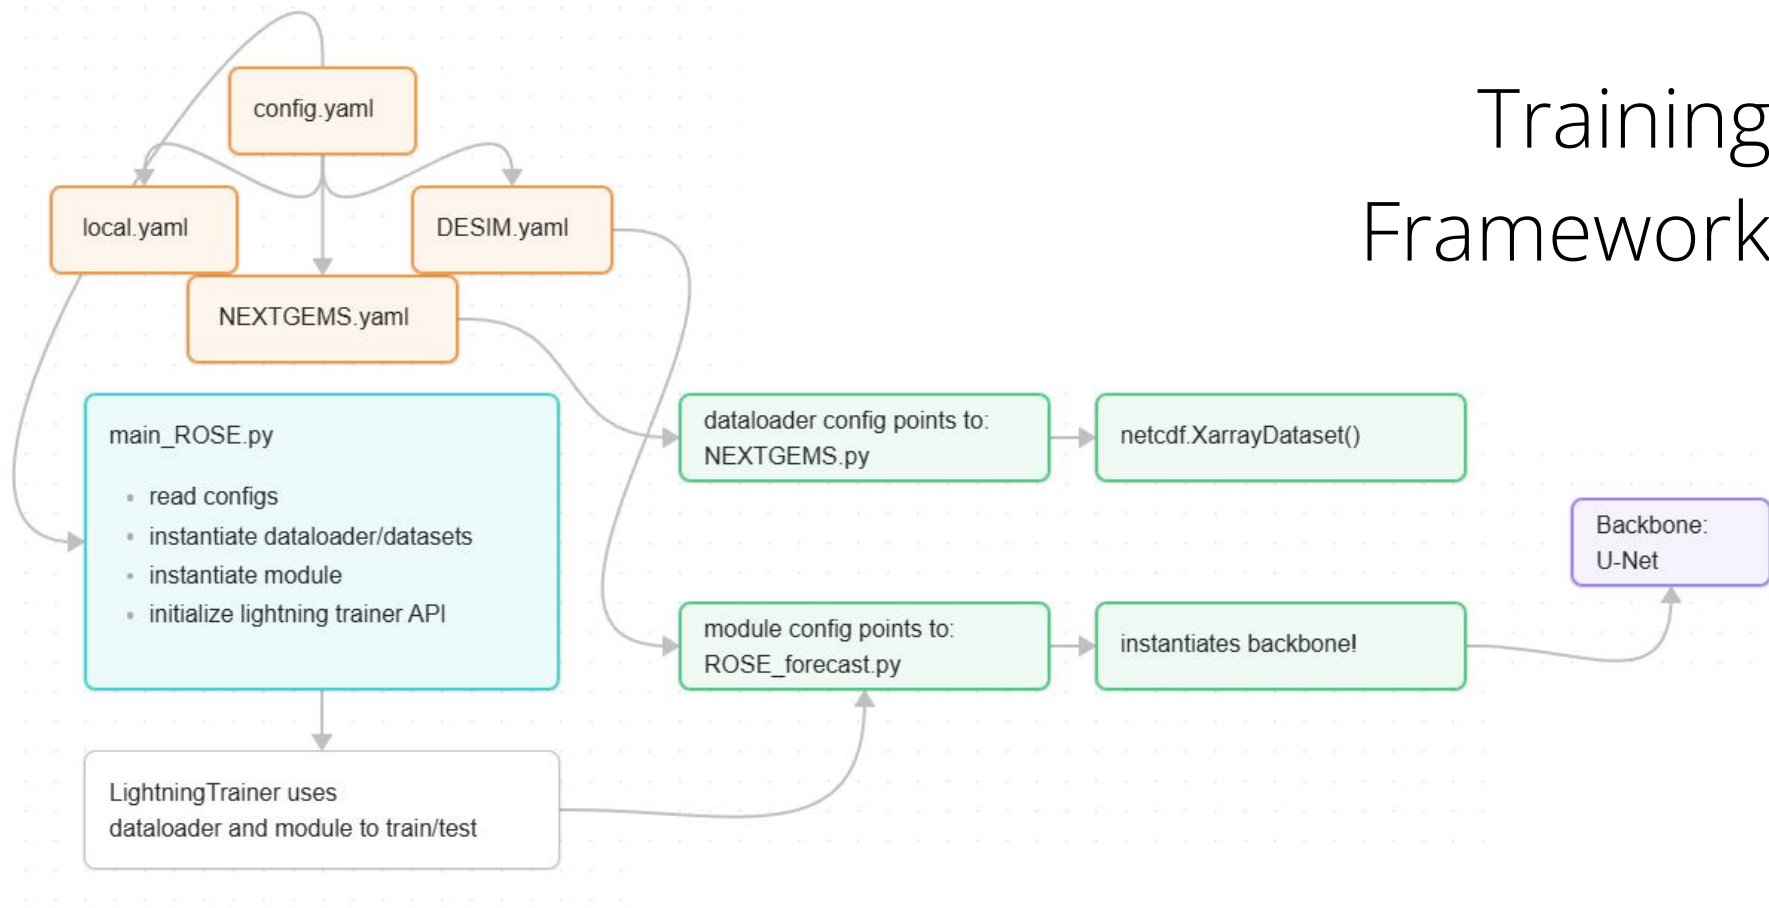 Training
Framework
config.yaml
local.yaml
DESIM.yaml
NEXTGEMS.yaml
main_ROSE.py
read configs
instantiate dataloader/datasets
instantiate module
initialize lightning trainer API
dataloader config points to:
NEXTGEMS.py
netcdf.XarrayDataset()
Backbone:
U-Net
module config points to:
ROSE_forecast.py
instantiates backbone!
LightningTrainer uses
dataloader and module to train/test